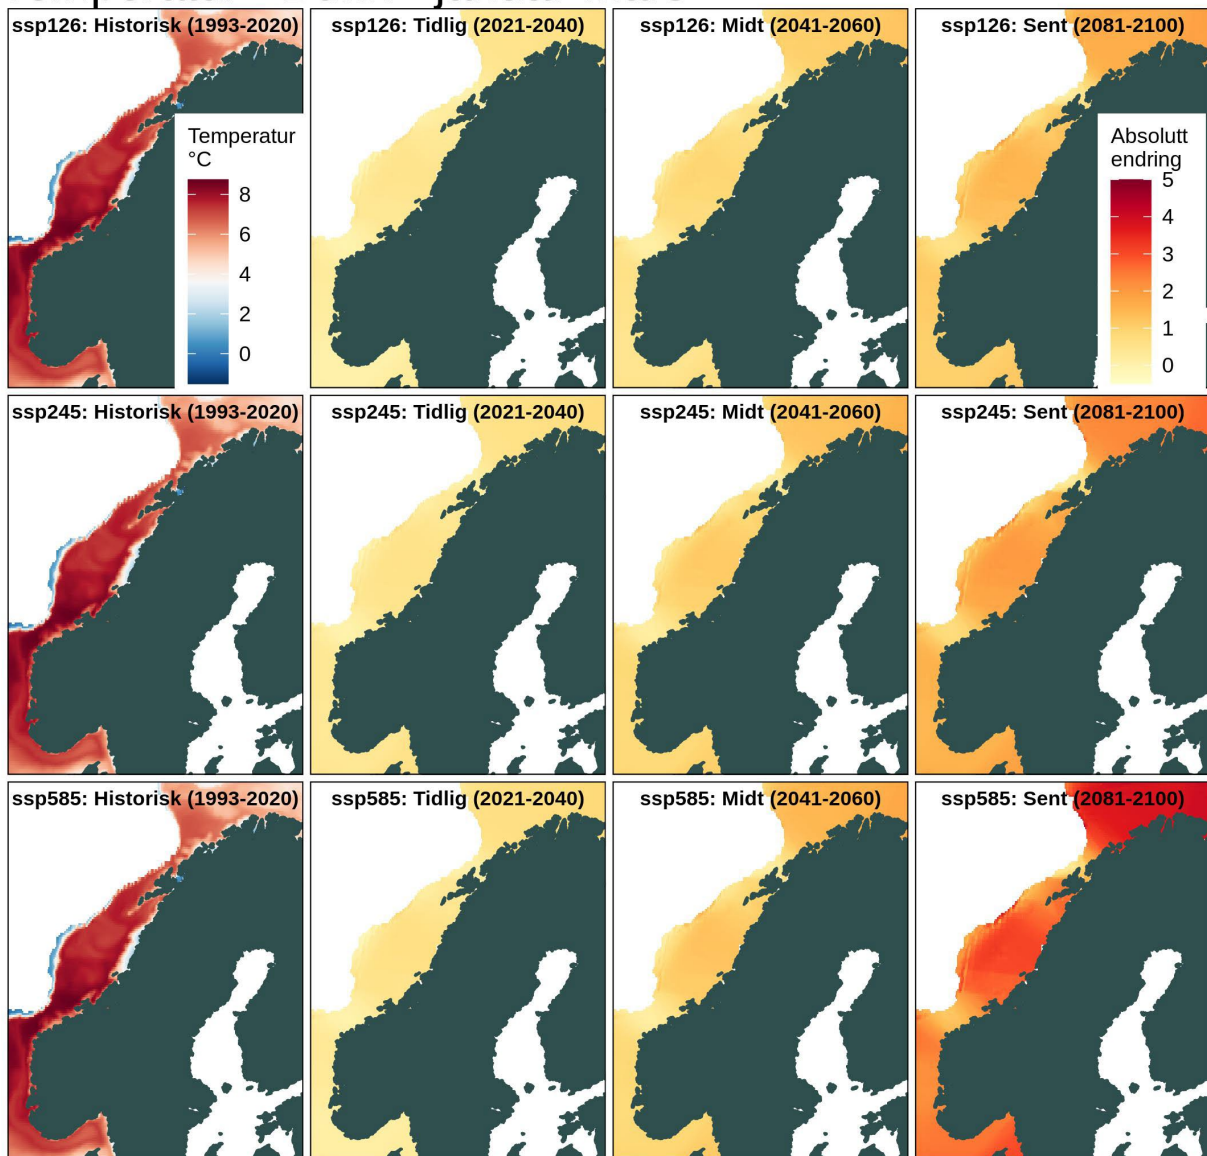 ssp126: Historisk (1993-2020)
ssp126: Tidlig (2021-2040)
ssp126: Midt (2041-2060)
ssp126: Sent (2081-2100)
Temperatur
°C
8
6
4
2
0
Absolutt
endring
5
4
3
2
1
0
ssp245: Historisk (1993-2020)
ssp245: Tidlig (2021-2040)
ssp245: Midt (2041-2060)
ssp245: Sent (2081-2100)
ssp585: Historisk (1993-2020)
ssp585: Tidlig (2021-2040)
ssp585: Midt (2041-2060)
ssp585: Sent (2081-2100)